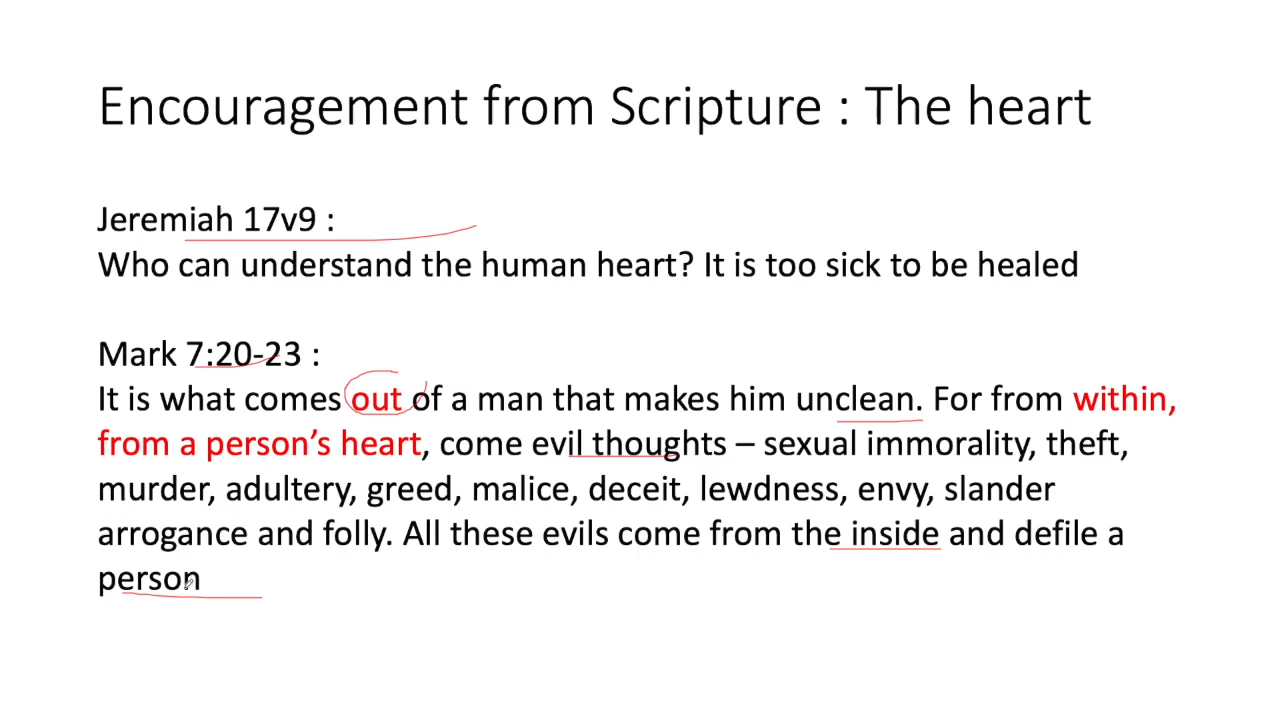 Encouragement from Scripture : The heart
Jeremiah 17v9 :
Who can understand the human heart? It is too sick to be healed
Mark 7:20-23 :
It is what comes out of a man that makes him unclean. For from within,
from a person’s heart, come evil thoughts – sexual immorality, theft,
murder, adultery, greed, malice, deceit, lewdness, envy, slander
arrogance and folly. All these evils come from the inside and defile a
person